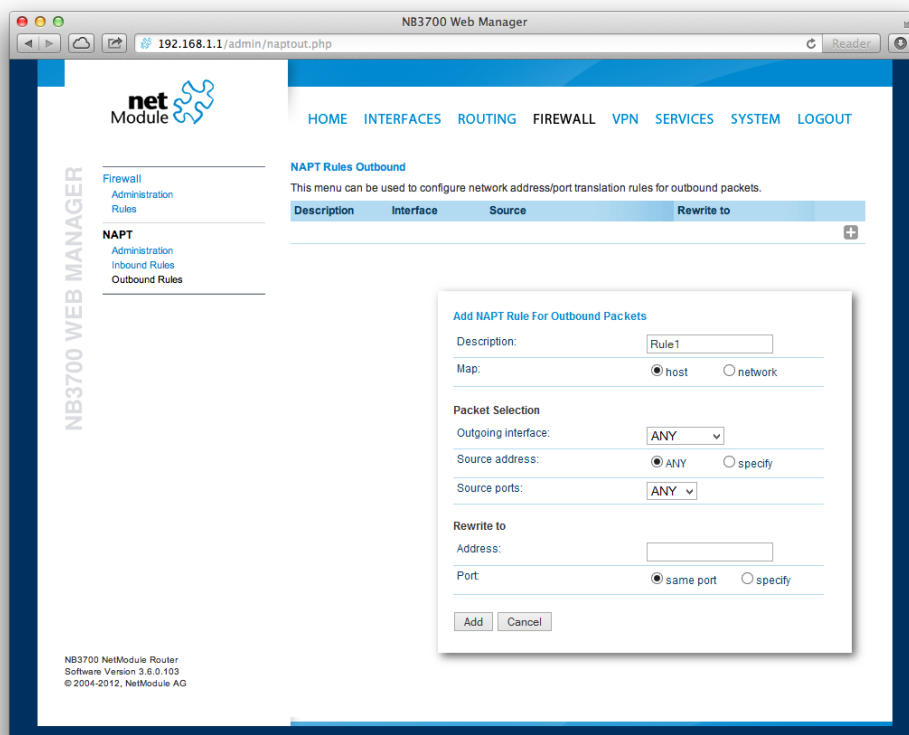 NB3700 Web Manager
192.168.1.1/admin/naptout.php
Reader
net
Module
HOME INTERFACES ROUTING FIREWALL VPN SERVICES SYSTEM LOGOUT
NB3700 WEB MANAGER
Firewall
Administration
Rules
NAPT
Administration
Inbound Rules
Outbound Rules
NAPT Rules Outbound
This menu can be used to configure network address/port translation rules for outbound packets.
Description Interface Source Rewrite to
Add NAPT Rule For Outbound Packets
Description: Rule1
Map: host network
Packet Selection
Outgoing interface: ANY
Source address: ANY specify
Source ports: ANY
Rewrite to
Address:
Port: same port specify
Add Cancel
NB3700 NetModule Router
Software Version 3.6.0.103
© 2004-2012, NetModule AG